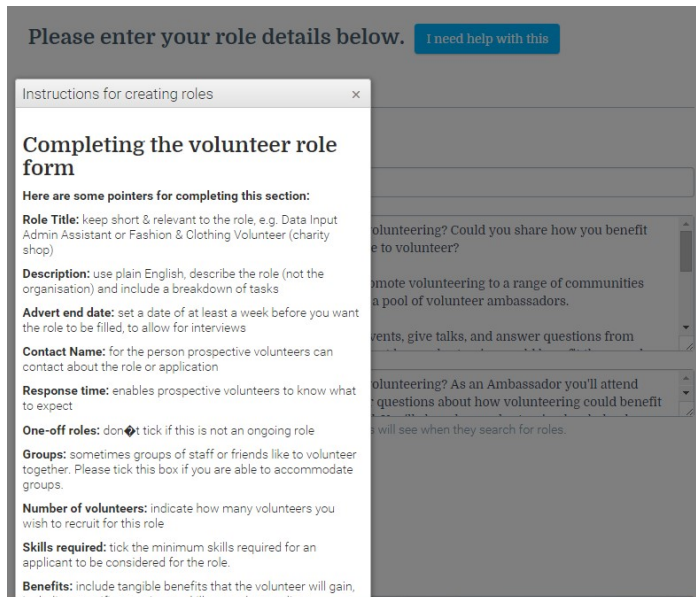 Please enter your role details below.
I need help with this
Instructions for creating roles ×
Completing the volunteer role
form
Here are some pointers for completing this section:
Role Title: keep short & relevant to the role, e.g. Data Input
Admin Assistant or Fashion & Clothing Volunteer (charity
shop)
Description: use plain English, describe the role (not the
organisation) and include a breakdown of tasks
Advert end date: set a date of at least a week before you want
the role to be filled, to allow for interviews
Contact Name: for the person prospective volunteers can
contact about the role or application
Response time: enables prospective volunteers to know what
to expect
One-off roles: don�t tick if this is not an ongoing role
Groups: sometimes groups of staff or friends like to volunteer
together. Please tick this box if you are able to accommodate
groups.
Number of volunteers: indicate how many volunteers you
wish to recruit for this role
Skills required: tick the minimum skills required for an
applicant to be considered for the role.
Benefits: include tangible benefits that the volunteer will gain,
volunteering? Could you share how you benefit
to volunteer?
promote volunteering to a range of communities
a pool of volunteer ambassadors.
events, give talks, and answer questions from
volunteering? As an Ambassador you'll attend
questions about how volunteering could benefit
will see when they search for roles.